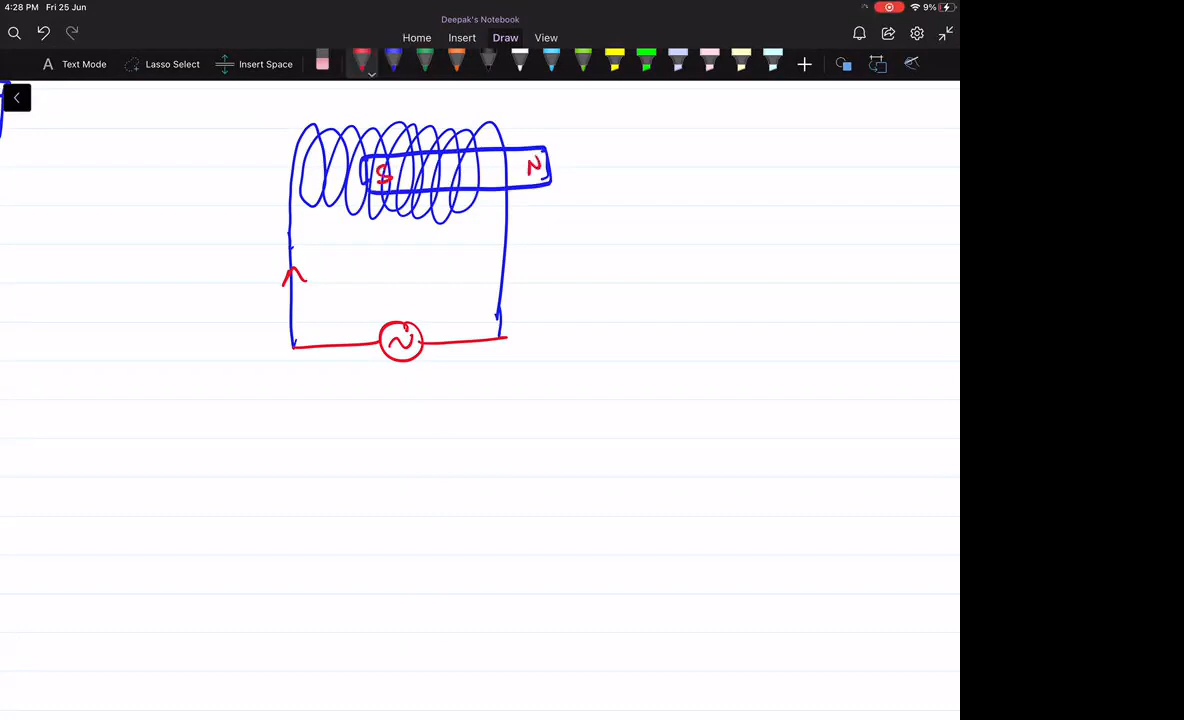 4:28 PM Fri 25 Jun
9%
Deepak's Notebook
Home Insert Draw View
A Text Mode Lasso Select Insert Space
S N